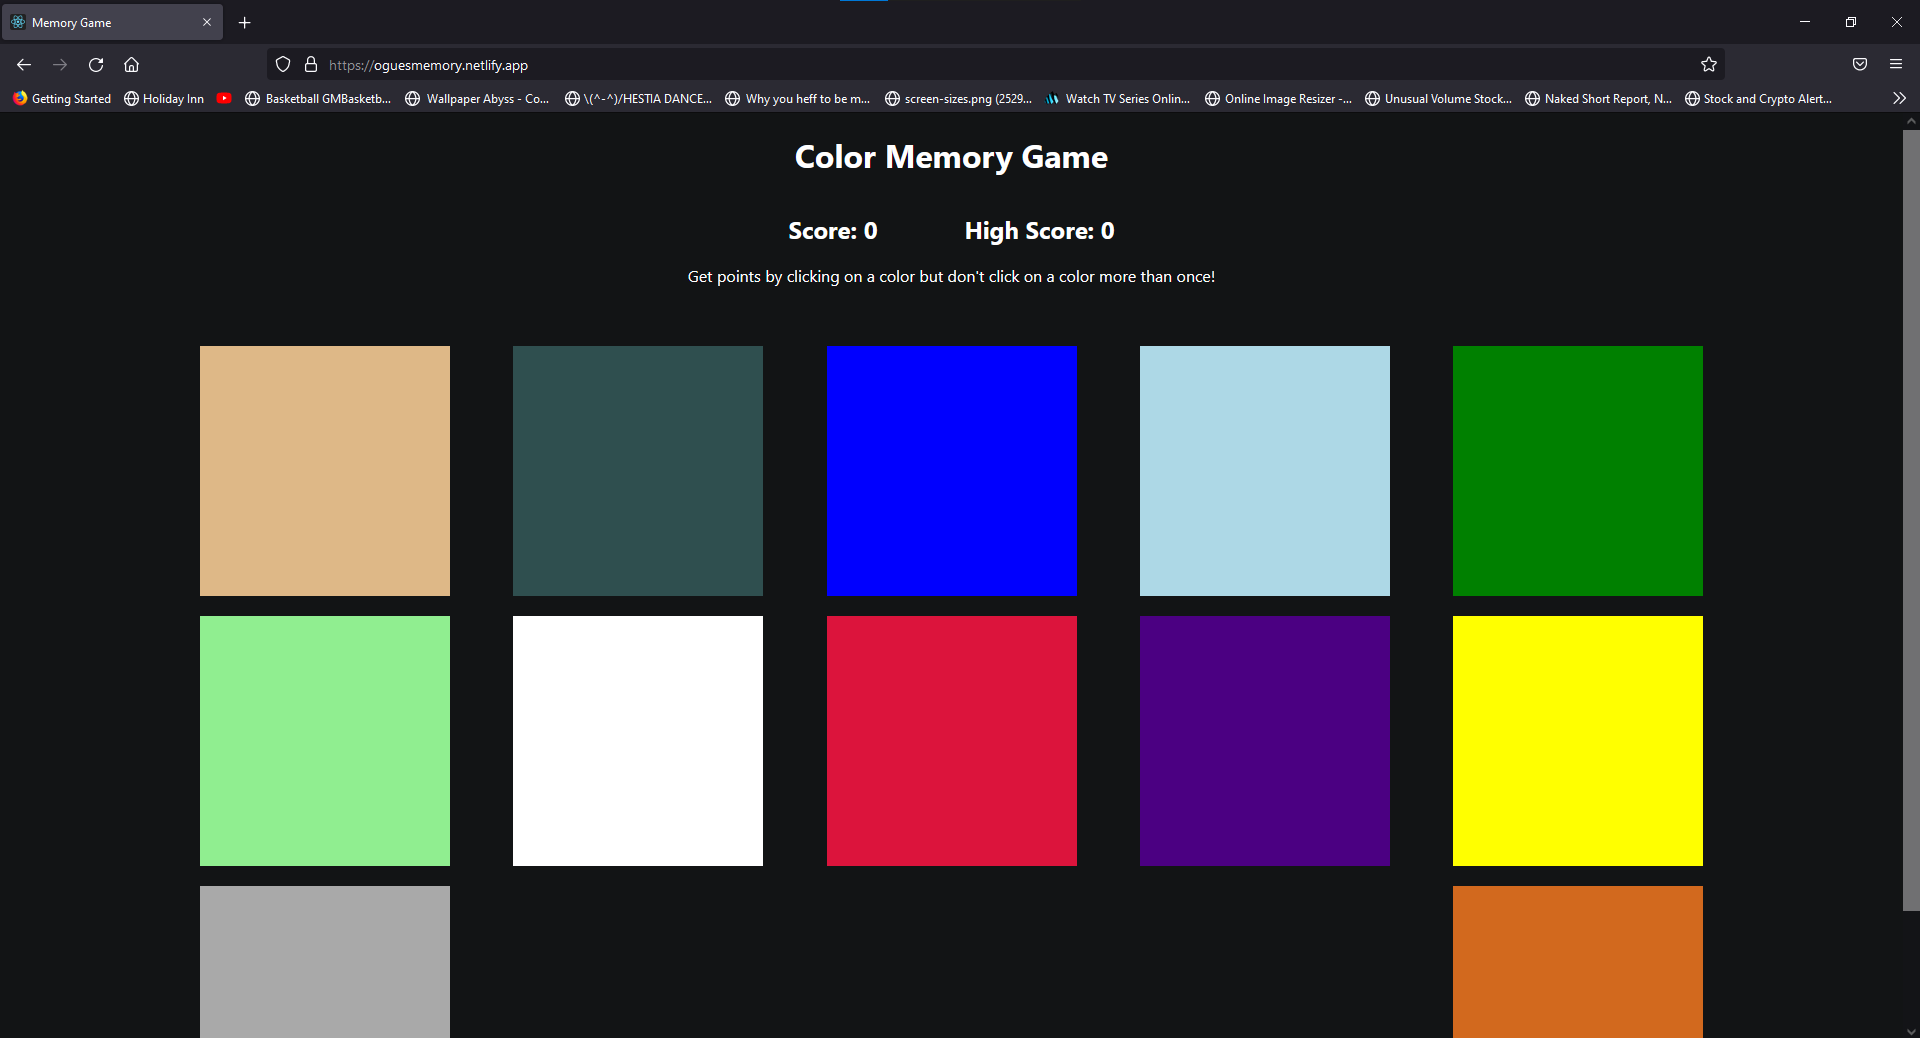 Memory Game
https://oguesmemory.netlify.app
Getting Started Holiday Inn Basketball GMBasketb... Wallpaper Abyss - Co... \(^-^)/HESTIA DANCE... Why you heff to be m... screen-sizes.png (2529... Watch TV Series Onlin... Online Image Resizer -... Unusual Volume Stock... Naked Short Report, N... Stock and Crypto Alert...
Color Memory Game
Score: 0 High Score: 0
Get points by clicking on a color but don't click on a color more than once!